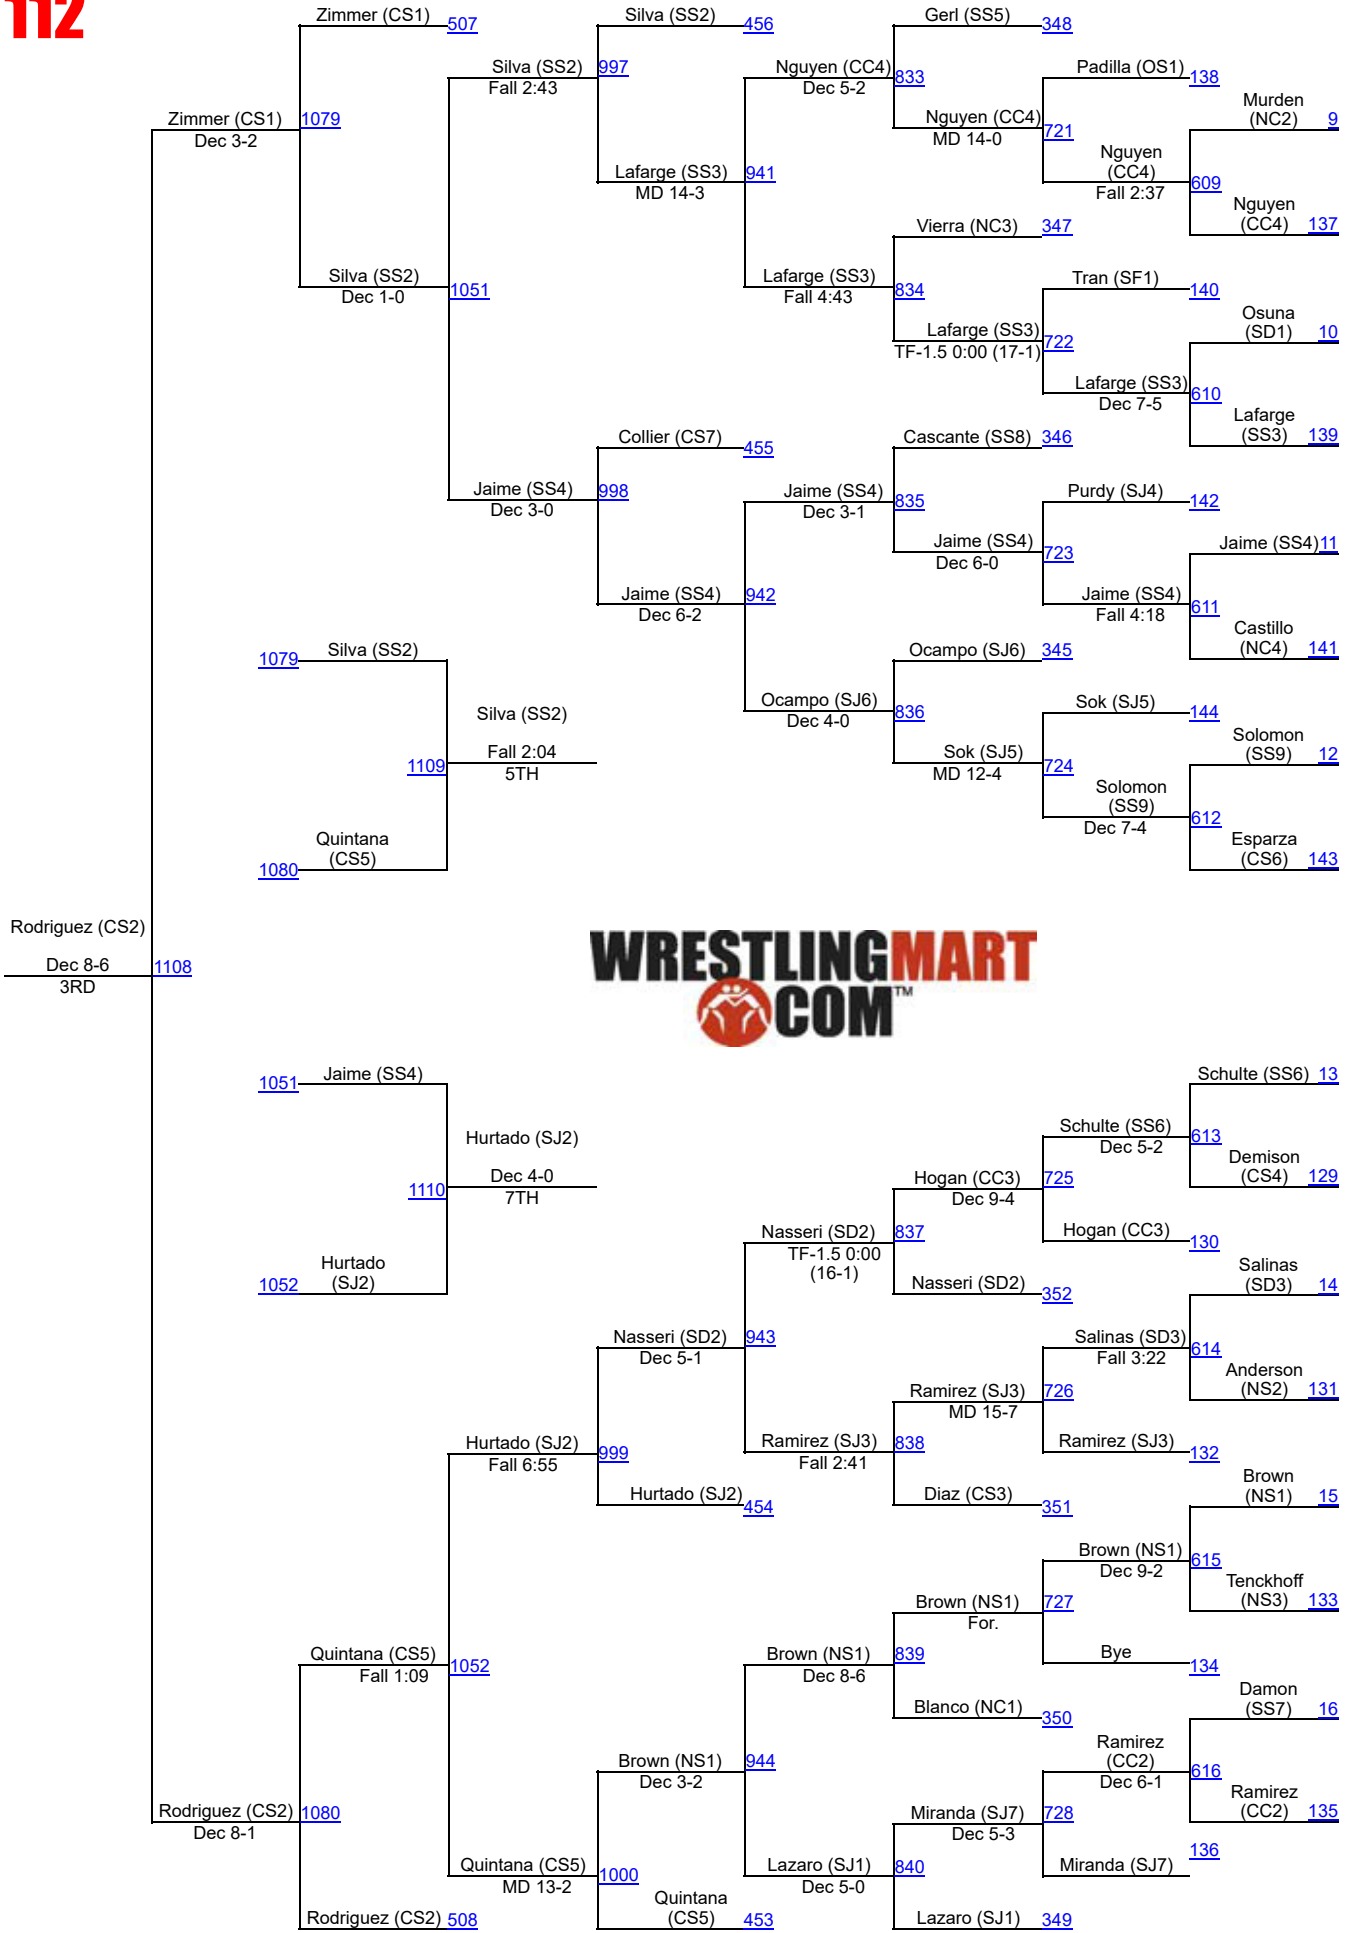 112
Zimmer (CS1) 507
Silva (SS2) 456
Gerl (SS5) 348
Silva (SS2) 997
Fall 2:43
Nguyen (CC4) 833
Dec 5-2
Padilla (OS1) 138
Murden
(NC2) 9
Zimmer (CS1) 1079
Dec 3-2
Nguyen (CC4) 721
MD 14-0
Nguyen
(CC4)
Fall 2:37
609
Lafarge (SS3) 941
MD 14-3
Nguyen
(CC4) 137
Vierra (NC3) 347
Silva (SS2) 1051
Dec 1-0
Lafarge (SS3) 834
Fall 4:43
Tran (SF1) 140
Osuna
(SD1) 10
Lafarge (SS3) 722
TF-1.5 0:00 (17-1)
Lafarge (SS3) 610
Dec 7-5
Lafarge
(SS3) 139
Collier (CS7) 455
Cascante (SS8) 346
Jaime (SS4) 998
Dec 3-0
Jaime (SS4) 835
Dec 3-1
Purdy (SJ4) 142
Jaime (SS4) 11
Jaime (SS4) 723
Dec 6-0
Jaime (SS4) 942
Dec 6-2
Jaime (SS4) 611
Fall 4:18
Castillo
(NC4) 141
1079 Silva (SS2)
Ocampo (SJ6) 345
Silva (SS2)
Fall 2:04
1109
5TH
Ocampo (SJ6) 836
Dec 4-0
Sok (SJ5) 144
Solomon
(SS9) 12
Sok (SJ5) 724
MD 12-4
Solomon
(SS9)
Dec 7-4
612
Quintana
(CS5)
1080
Esparza
(CS6) 143
Rodriguez (CS2)
Dec 8-6
3RD
1108
WRESTLINGMART
COM™
1051 Jaime (SS4)
Schulte (SS6) 13
Hurtado (SJ2)
Dec 4-0
1110
7TH
Schulte (SS6) 613
Dec 5-2
Demison
(CS4) 129
Hogan (CC3) 725
Dec 9-4
Nasseri (SD2) 837
TF-1.5 0:00
(16-1)
Hogan (CC3) 130
Hurtado
(SJ2)
1052
Nasseri (SD2) 352
Salinas
(SD3) 14
Nasseri (SD2) 943
Dec 5-1
Salinas (SD3) 614
Fall 3:22
Anderson
(NS2) 131
Ramirez (SJ3) 726
MD 15-7
Hurtado (SJ2) 999
Fall 6:55
Ramirez (SJ3) 838
Fall 2:41
Ramirez (SJ3) 132
Hurtado (SJ2) 454
Diaz (CS3) 351
Brown
(NS1) 15
Brown (NS1) 615
Dec 9-2
Tenckhoff
(NS3) 133
Brown (NS1) 727
For.
Quintana (CS5) 1052
Fall 1:09
Brown (NS1) 839
Dec 8-6
Bye 134
Blanco (NC1) 350
Damon
(SS7) 16
Brown (NS1) 944
Dec 3-2
Ramirez
(CC2)
Dec 6-1
616
Rodriguez (CS2) 1080
Dec 8-1
Miranda (SJ7) 728
Dec 5-3
Ramirez
(CC2) 135
Quintana (CS5) 1000
MD 13-2
Lazaro (SJ1) 840
Dec 5-0
Miranda (SJ7) 136
Rodriguez (CS2) 508
Quintana
(CS5) 453
Lazaro (SJ1) 349